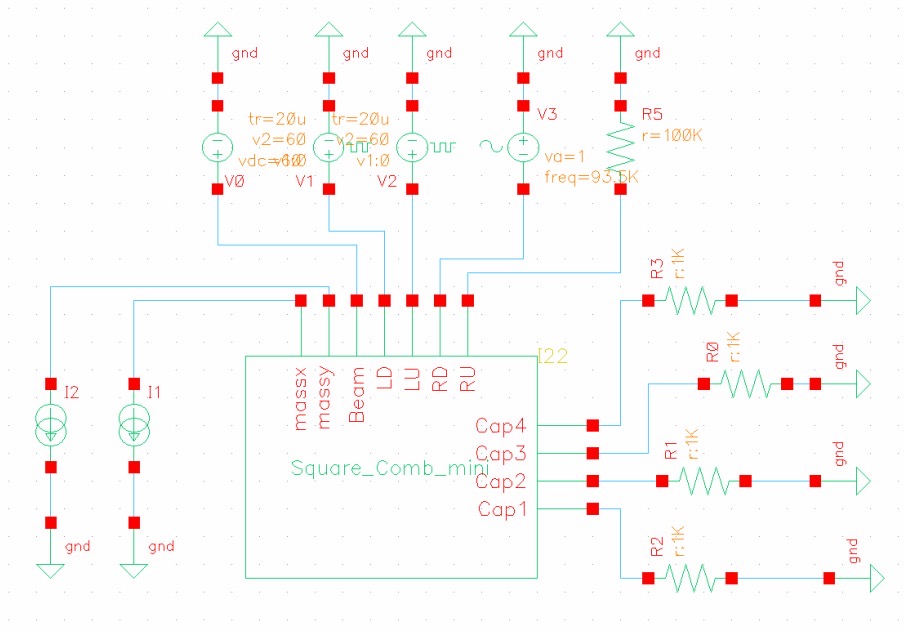 gnd
gnd
gnd
gnd
gnd
tr=20u
tr=20u
V3
R5
v2=60
v2=60
r=100K
v1:0
va=1
V0
V1
V2
freq=93.5K
R3
r:1K
gnd
R0
r:1K
gnd
I22
I2
I1
massx
massy
Beam
LD
LU
RD
RU
Cap4
Cap3
Cap2
Cap1
Square_Comb_mini
R1
r:1K
gnd
R2
r:1K
gnd
gnd
gnd